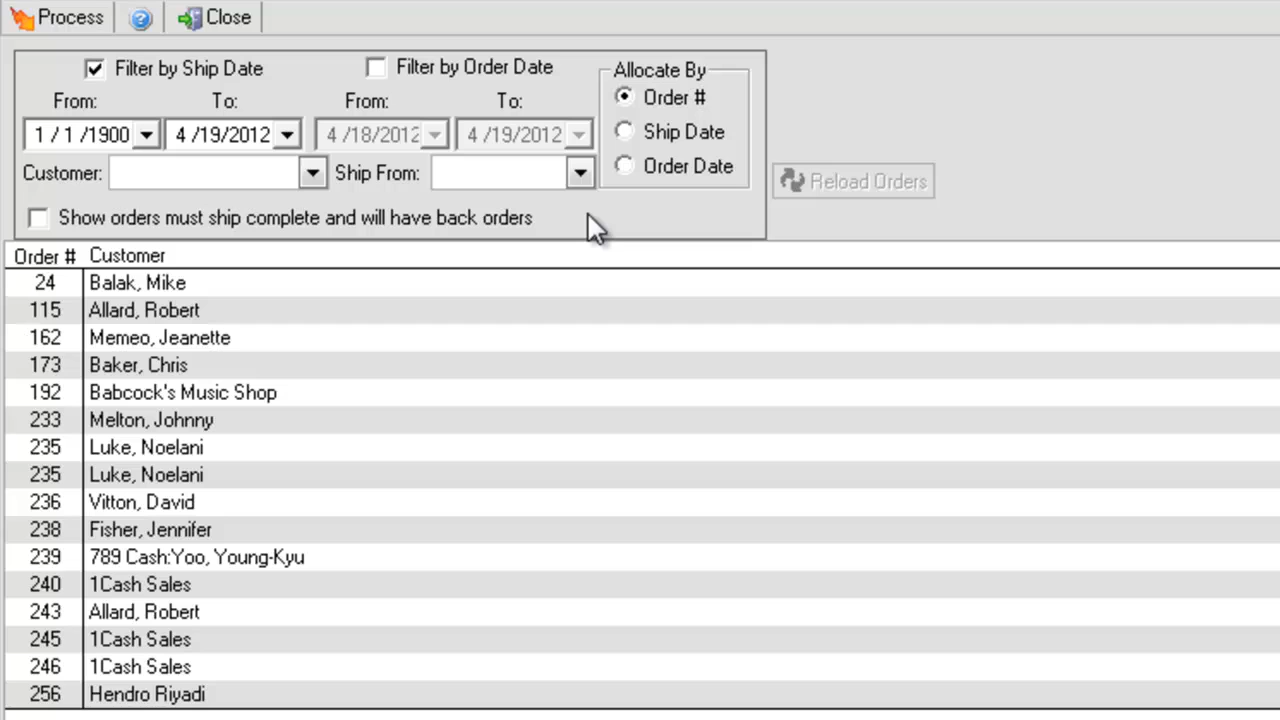 Process Close
Filter by Ship Date Filter by Order Date Allocate By
From: To: From: To: Order #
1 / 1 /1900 4 /19/2012 4 /18/2012 4 /19/2012 Ship Date
Customer: Ship From: Order Date
Reload Orders
Show orders must ship complete and will have back orders
Order # Customer
24 Balak, Mike
115 Allard, Robert
162 Memeo, Jeanette
173 Baker, Chris
192 Babcock's Music Shop
233 Melton, Johnny
235 Luke, Noelani
235 Luke, Noelani
236 Vitton, David
238 Fisher, Jennifer
239 789 Cash:Yoo, Young-Kyu
240 1Cash Sales
243 Allard, Robert
245 1Cash Sales
246 1Cash Sales
256 Hendro Riyadi